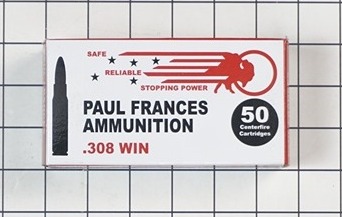 SAFE
RELIABLE
STOPPING POWER
PAUL FRANCES
AMMUNITION
.308 WIN
50
Centerfire
Cartridges